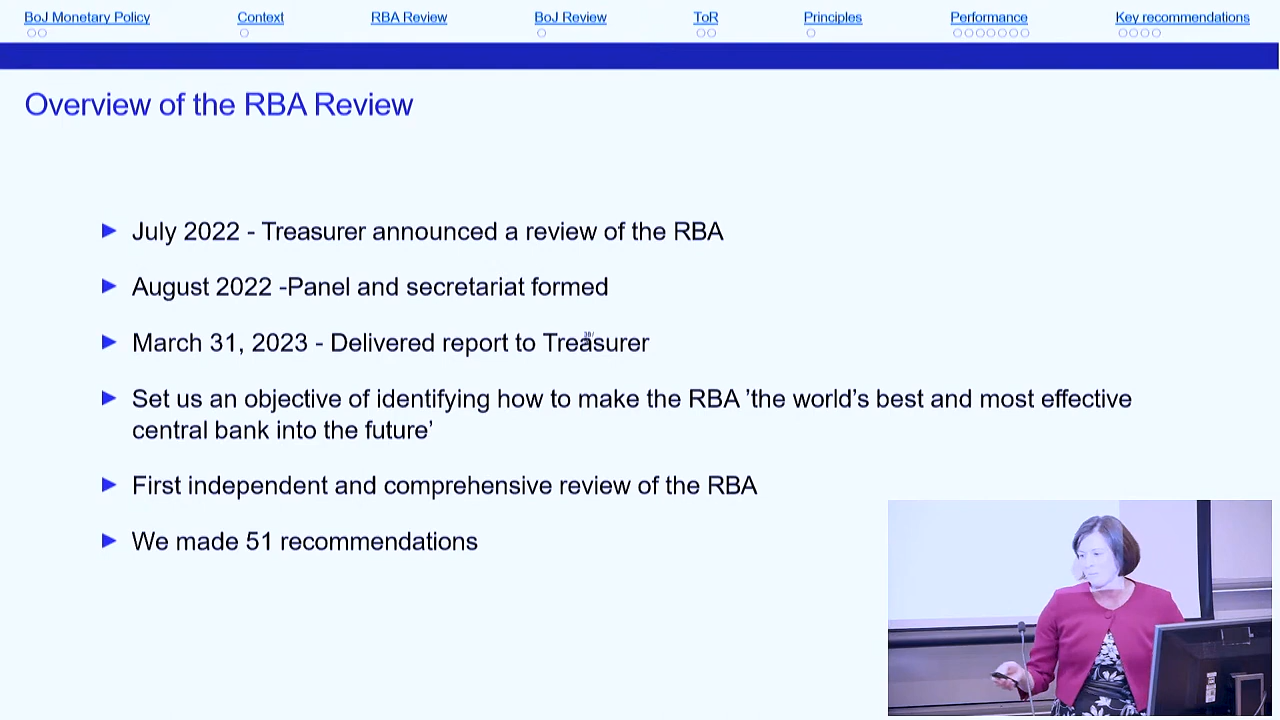 BoJ Monetary Policy Context RBA Review BoJ Review ToR Principles Performance Key recommendations
Overview of the RBA Review
July 2022 - Treasurer announced a review of the RBA
August 2022 -Panel and secretariat formed
March 31, 2023 - Delivered report to Treasurer
Set us an objective of identifying how to make the RBA ’the world’s best and most effective
central bank into the future’
First independent and comprehensive review of the RBA
We made 51 recommendations